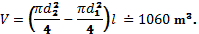 V = (πd₂²/4 − πd₁²/4) l ≐ 1060 m³.